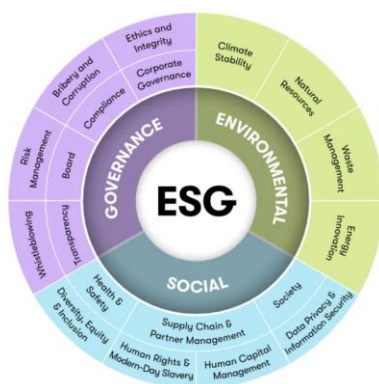 ESG
GOVERNANCE
ENVIRONMENTAL
SOCIAL
Climate
Stability
Natural
Resources
Waste
Management
Energy
Innovation
Society
Data Privacy &
Information Security
Supply Chain &
Partner Management
Human Capital
Management
Human Rights &
Modern-Day Slavery
Health &
Safety
Diversity, Equity
& Inclusion
Transparency
Whistleblowing
Board
Risk
Management
Compliance
Bribery and
Corruption
Corporate
Governance
Ethics and
Integrity